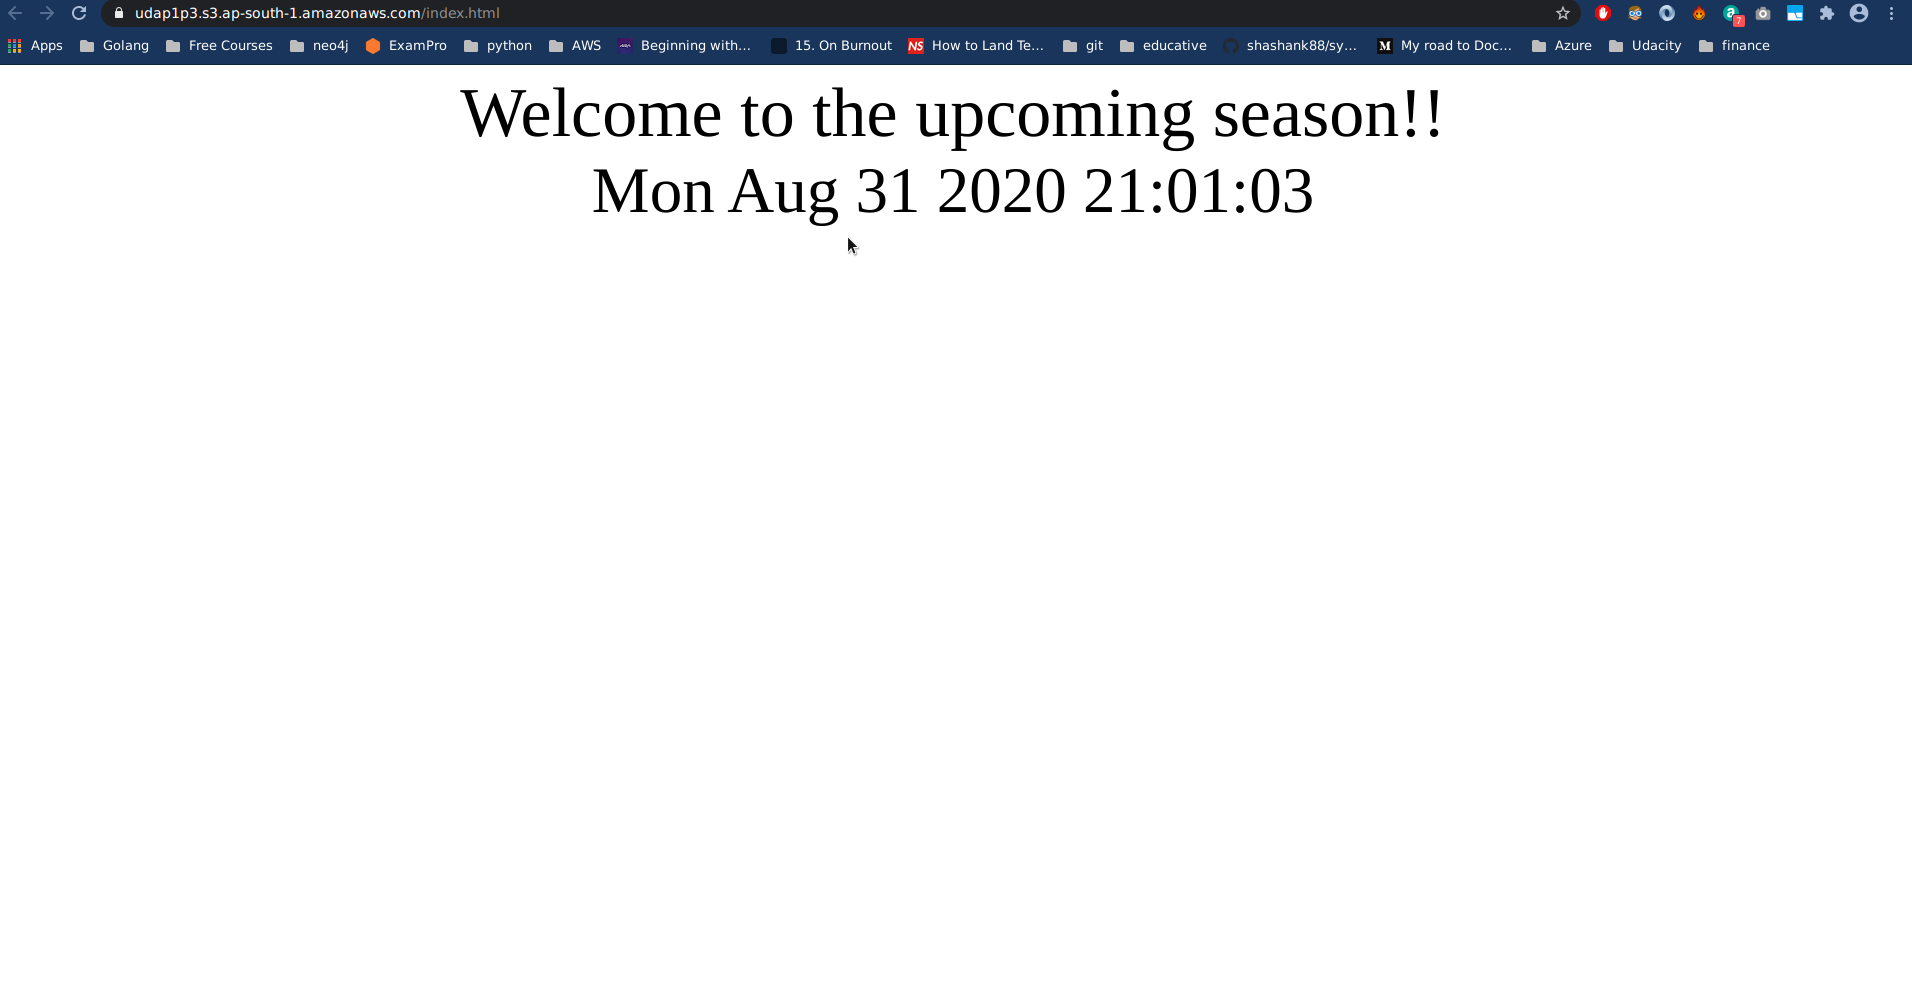 udap1p3.s3.ap-south-1.amazonaws.com/index.html
7
Apps Golang Free Courses neo4j ExamPro python AWS Beginning with... 15. On Burnout NS How to Land Te... git educative shashank88/sy... M My road to Doc... Azure Udacity finance
Welcome to the upcoming season!!
Mon Aug 31 2020 21:01:03